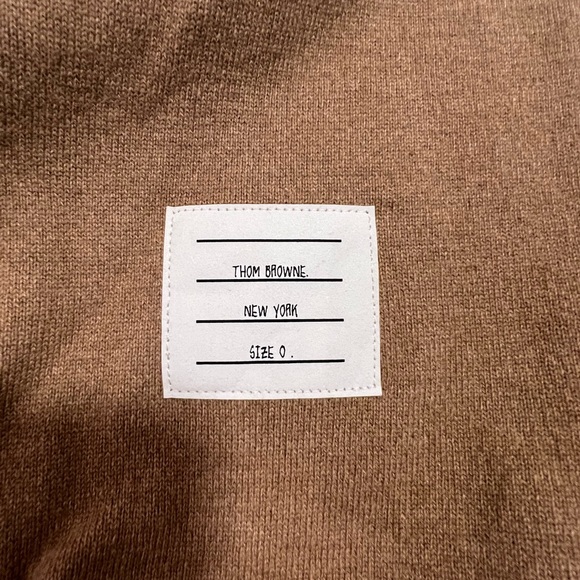 THOM BROWNE.
NEW YORK
SIZE 0 .